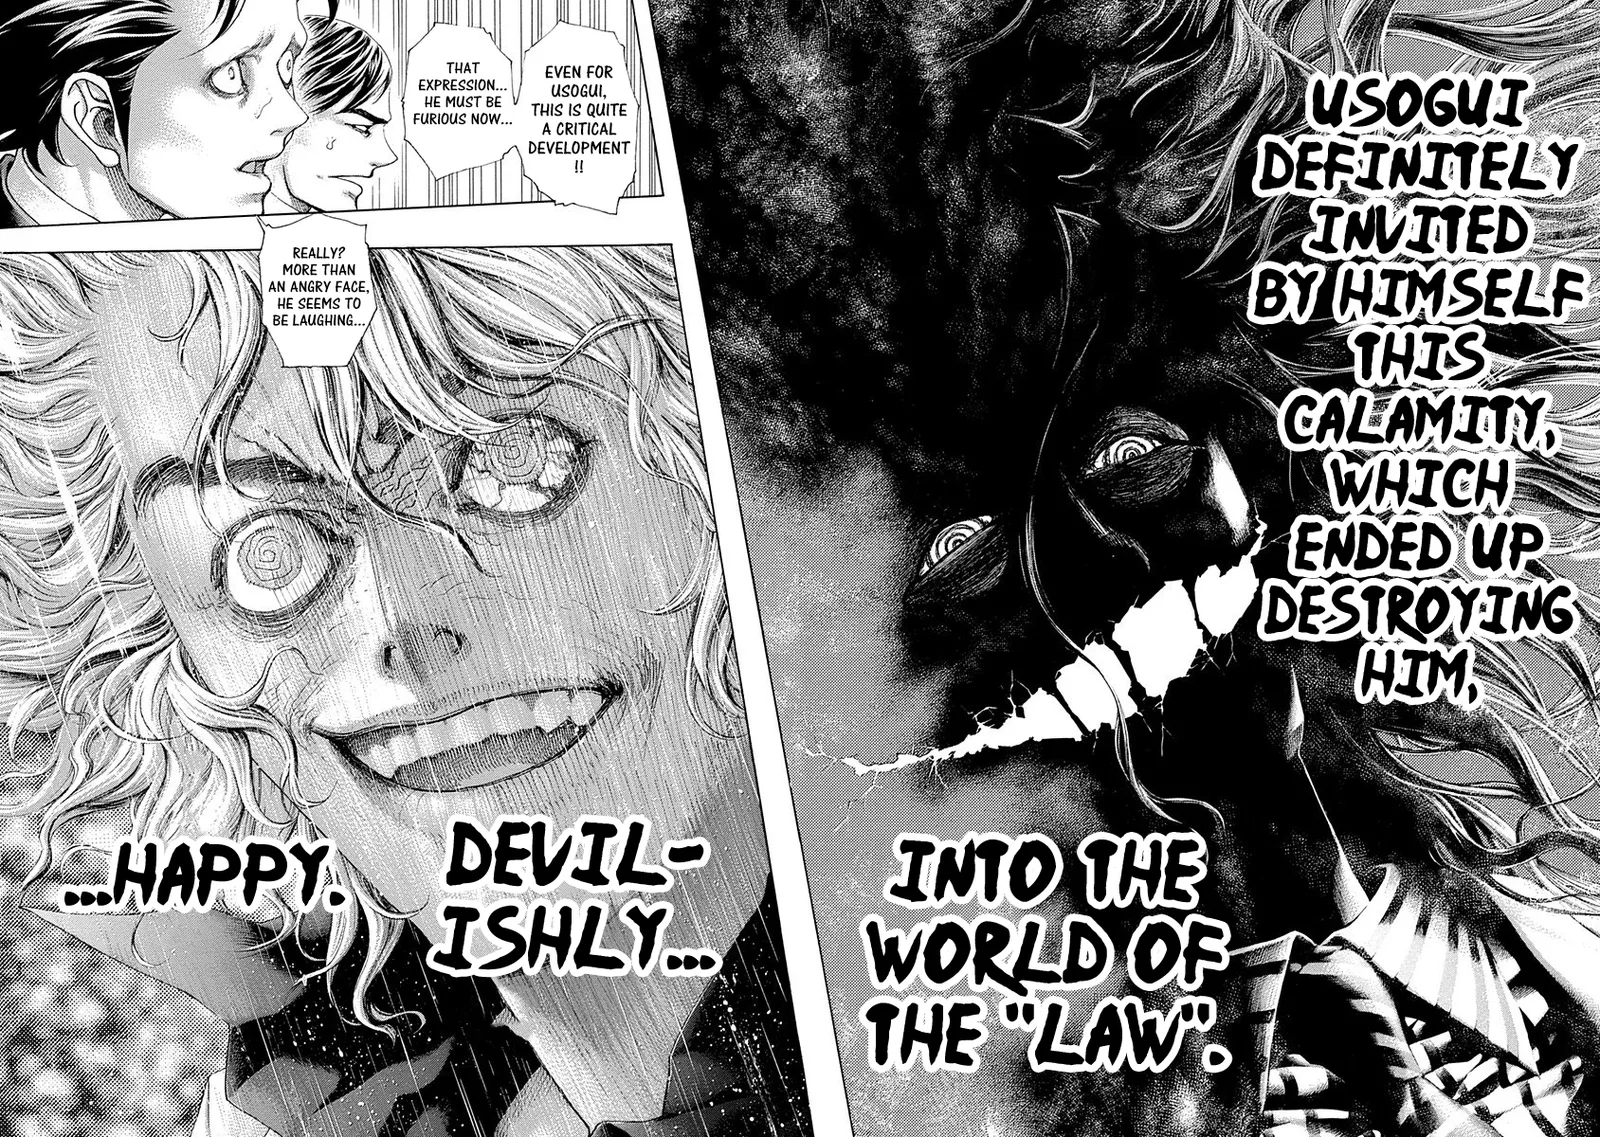 USOGUI
DEFINITELY
INVITED
BY HIMSELF
THIS
CALAMITY,
WHICH
ENDED UP
DESTROYING
HIM,
INTO THE
WORLD OF
THE "LAW".
EVEN FOR
USOGUI,
THIS IS QUITE
A CRITICAL
DEVELOPMENT
!!
THAT
EXPRESSION...
HE MUST BE
FURIOUS NOW...
REALLY?
MORE THAN
AN ANGRY FACE,
HE SEEMS TO
BE LAUGHING...
DEVIL-
ISHLY...
...HAPPY.